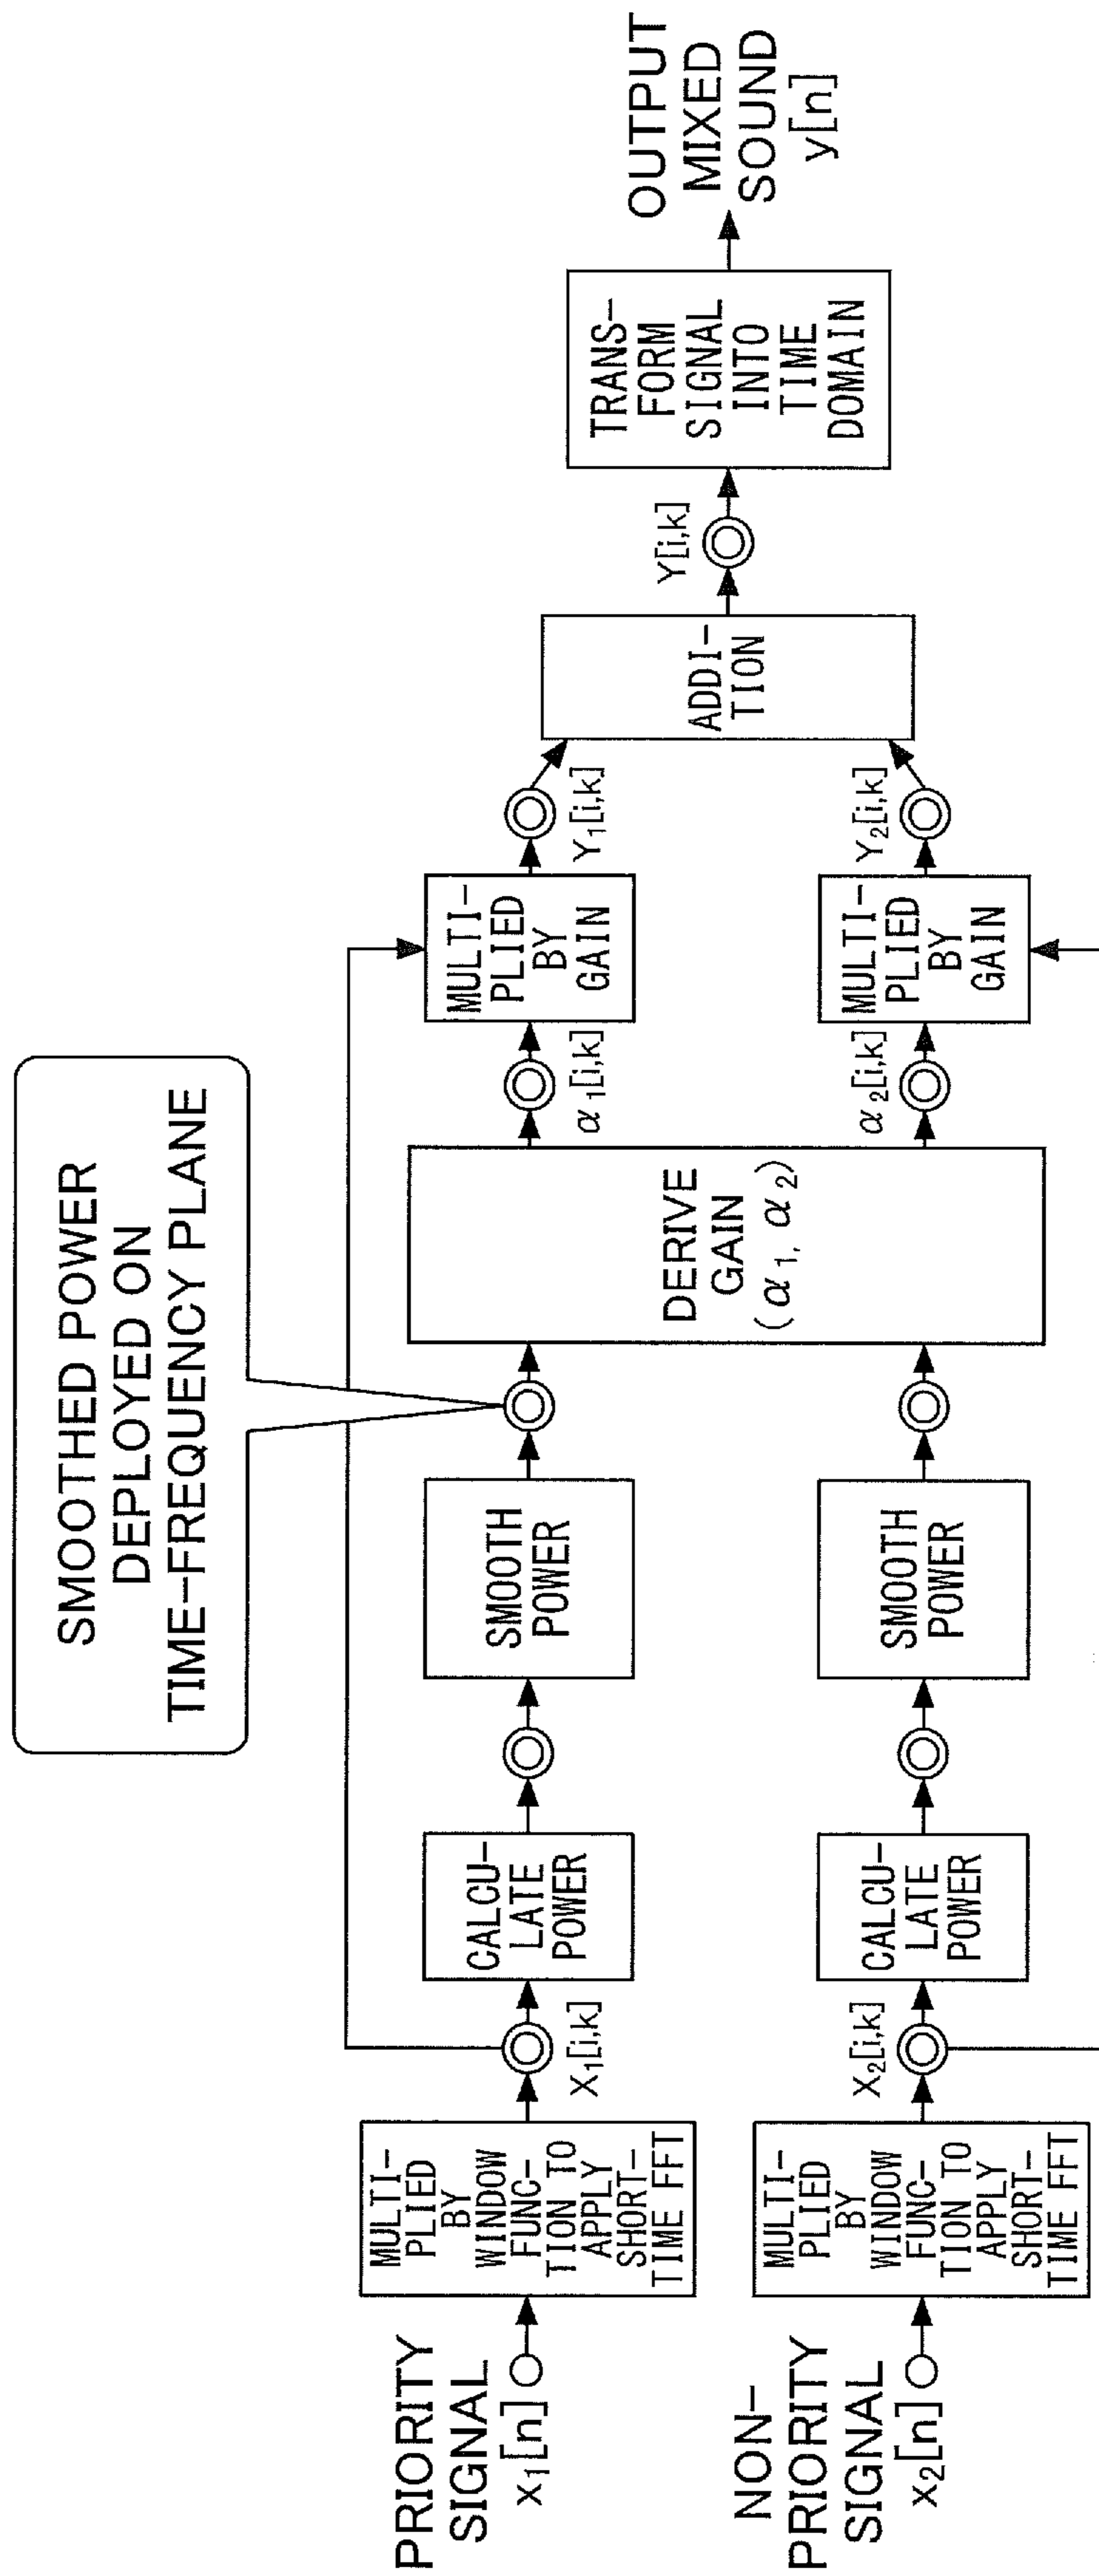 SMOOTHED POWER
DEPLOYED ON
TIME-FREQUENCY PLANE
PRIORITY
SIGNAL
x₁[n]
MULTI-
PLIED
BY
WINDOW
FUNC-
TION TO
APPLY
SHORT-
TIME FFT
X₁[i,k]
CALCU-
LATE
POWER
SMOOTH
POWER
NON-
PRIORITY
SIGNAL
x₂[n]
MULTI-
PLIED
BY
WINDOW
FUNC-
TION TO
APPLY
SHORT-
TIME FFT
X₂[i,k]
CALCU-
LATE
POWER
SMOOTH
POWER
DERIVE
GAIN
(α₁, α₂)
α₁[i,k]
MULTI-
PLIED
BY
GAIN
Y₁[i,k]
α₂[i,k]
MULTI-
PLIED
BY
GAIN
Y₂[i,k]
ADDI-
TION
Y[i,k]
TRANS-
FORM
SIGNAL
INTO
TIME
DOMAIN
OUTPUT
MIXED
SOUND
y[n]